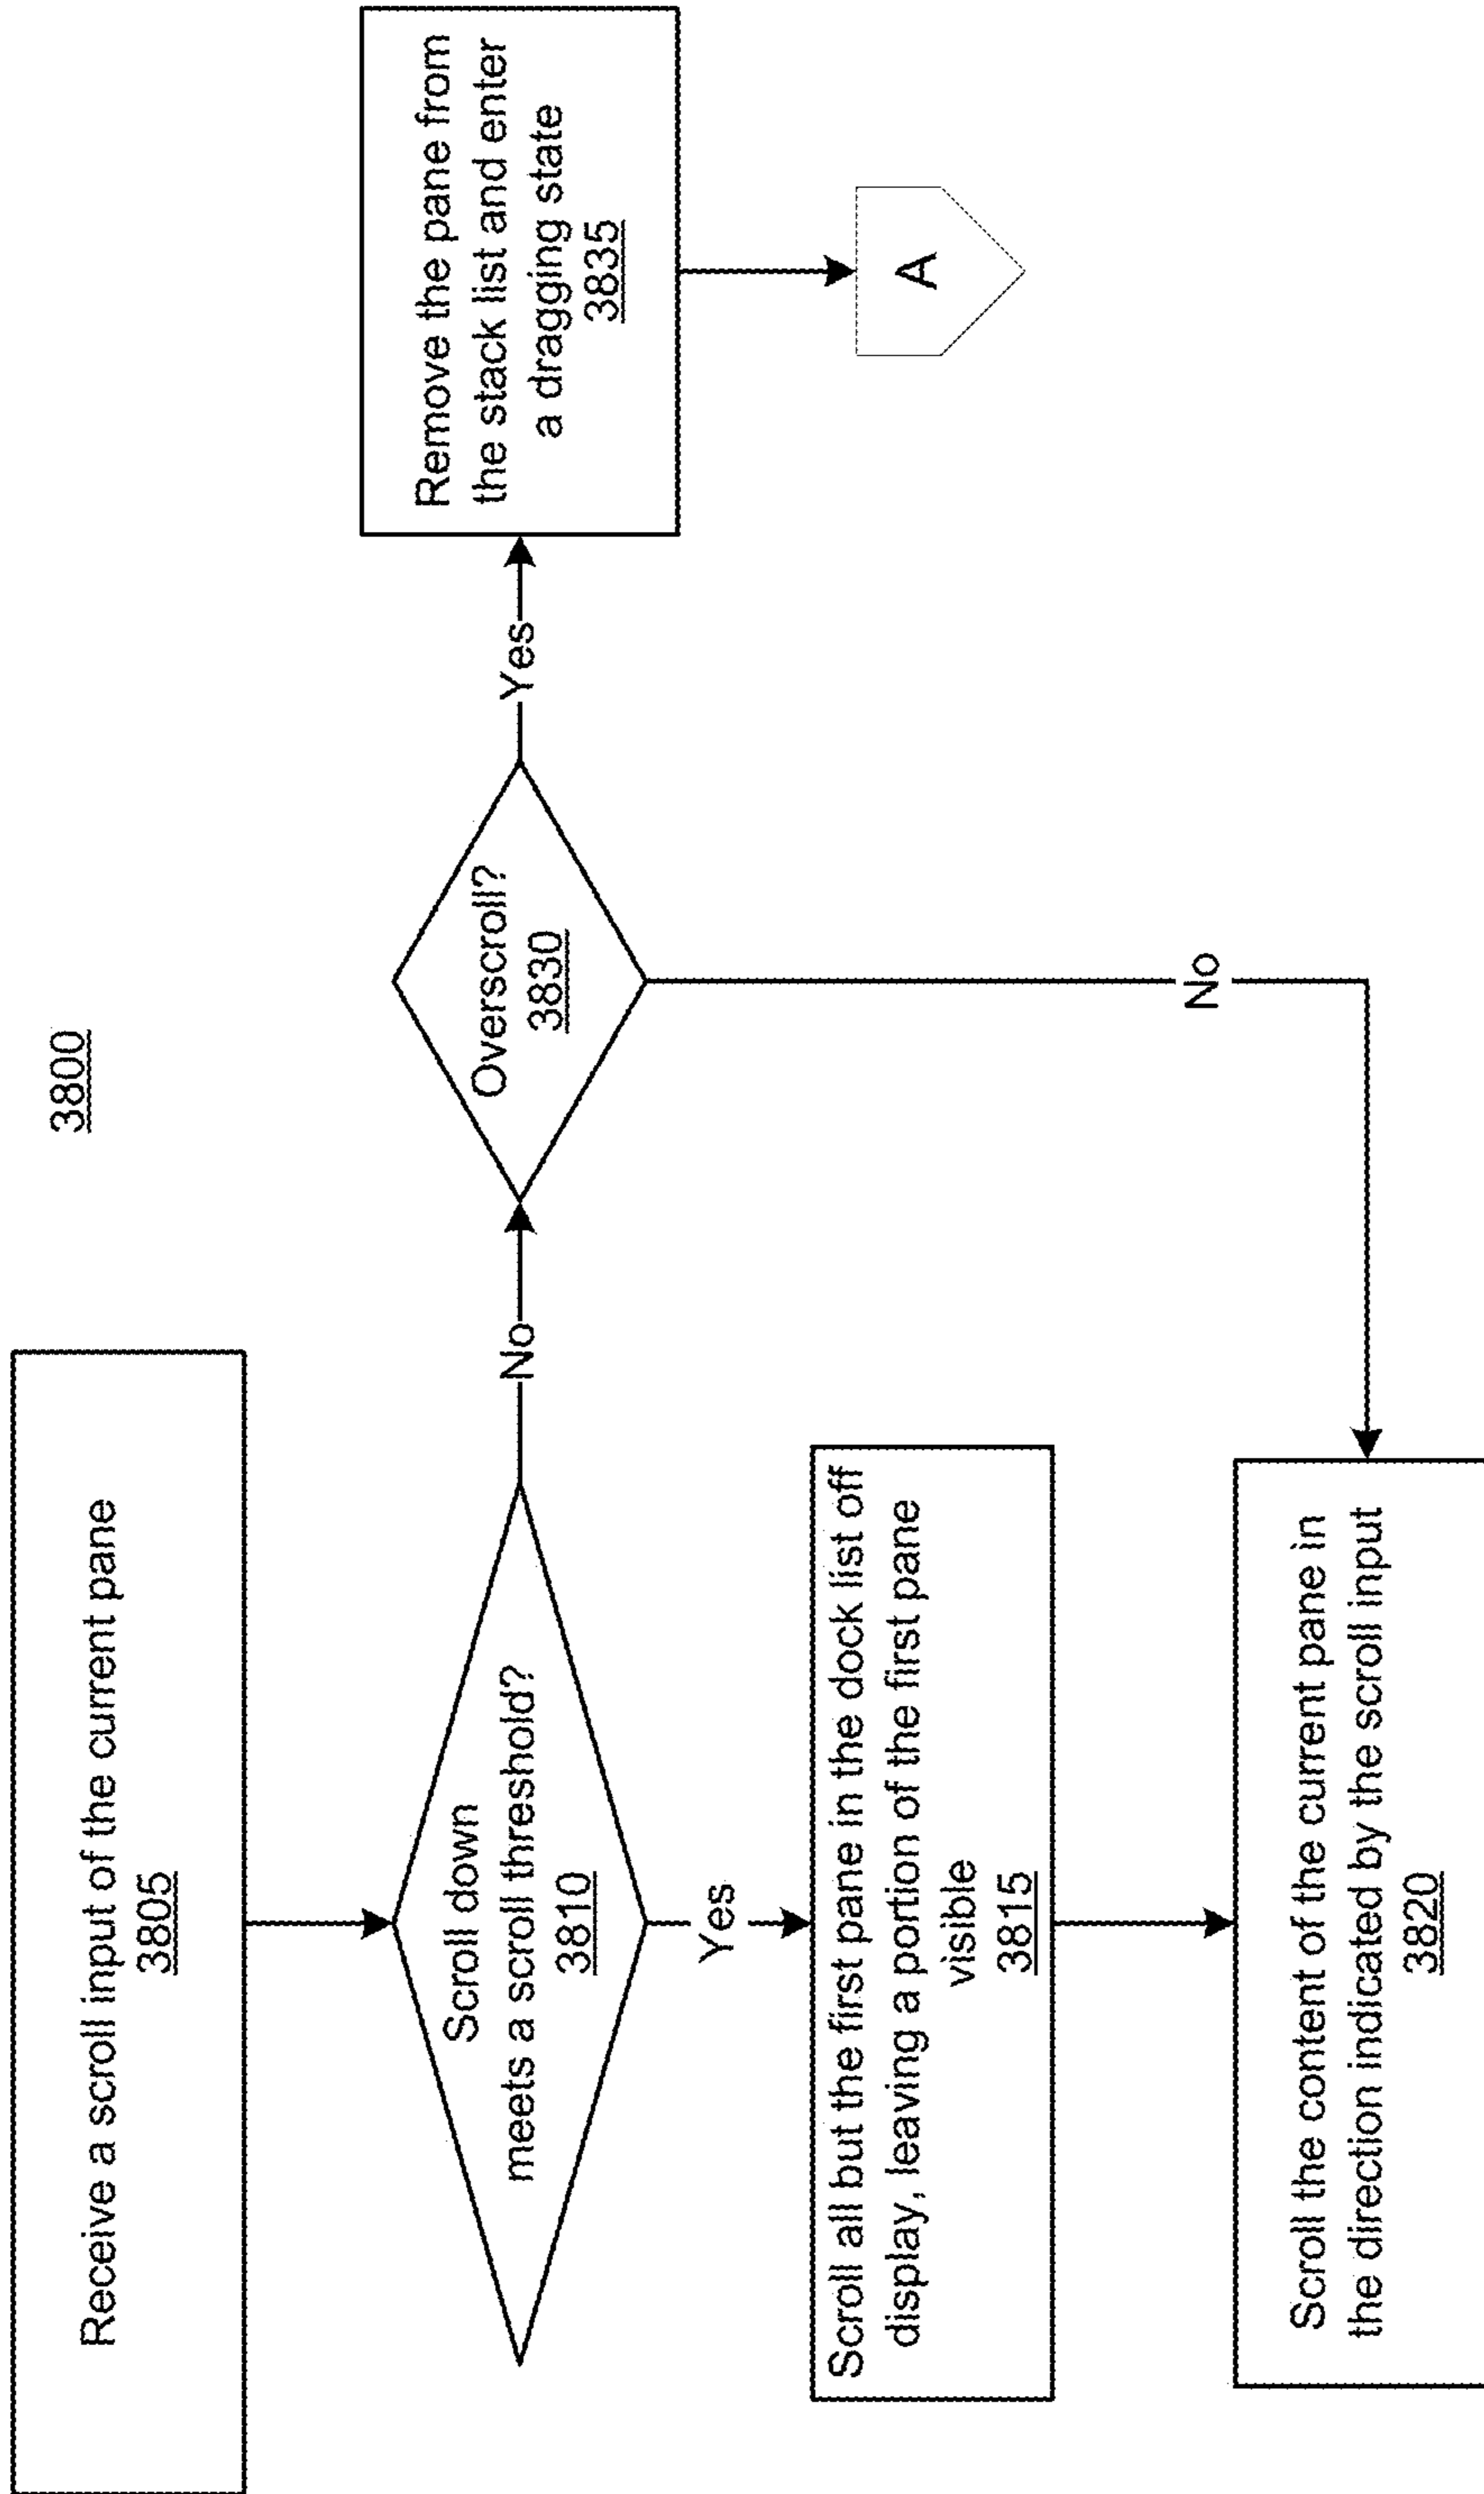 3800
Receive a scroll input of the current pane
3805
Scroll down
meets a scroll threshold?
3810
No
Overscroll?
3830
Yes
Remove the pane from
the stack list and enter
a dragging state
3835
A
Yes
Scroll all but the first pane in the dock list off
display, leaving a portion of the first pane
visible
3815
No
Scroll the content of the current pane in
the direction indicated by the scroll input
3820